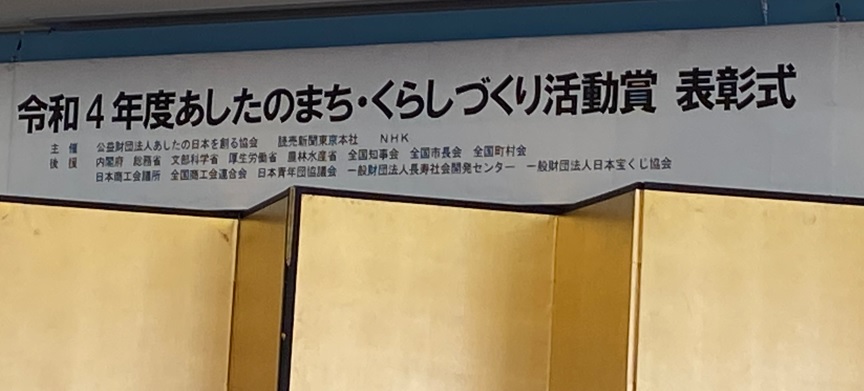 令和4年度あしたのまち・くらしづくり活動賞 表彰式
主 催 公益財団法人あしたの日本を創る協会 読売新聞東京本社 NHK
後 援 内閣府 総務省 文部科学省 厚生労働省 農林水産省 全国知事会 全国市長会 全国町村会
日本商工会議所 全国商工会連合会 日本青年団協議会 一般財団法人長寿社会開発センター 一般財団法人日本宝くじ協会